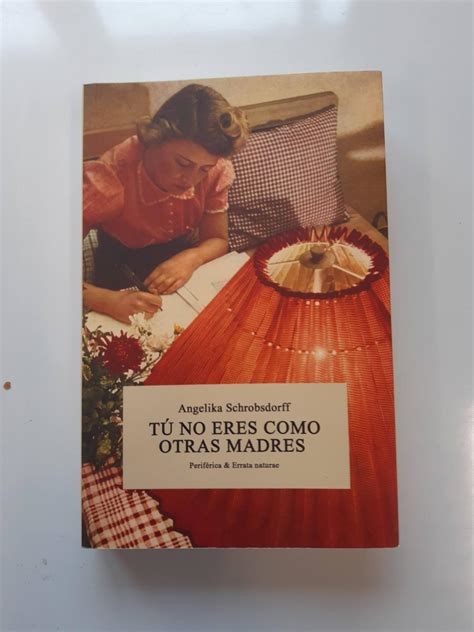 Angelika Schrobsdorff
TÚ NO ERES COMO
OTRAS MADRES
Periférica & Errata naturae